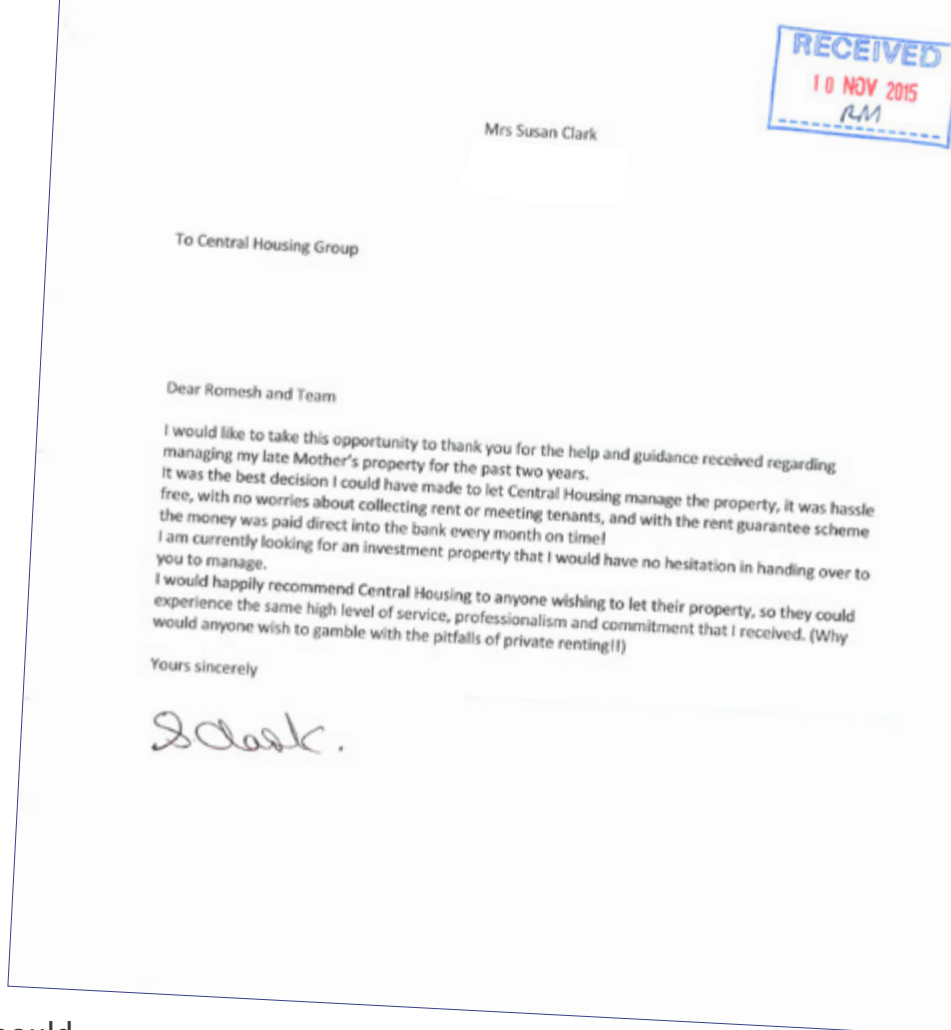 RECEIVED
10 NOV 2015
RM
Mrs Susan Clark
To Central Housing Group
Dear Romesh and Team
I would like to take this opportunity to thank you for the help and guidance received regarding
managing my late Mother's property for the past two years.
It was the best decision I could have made to let Central Housing manage the property, it was hassle
free, with no worries about collecting rent or meeting tenants, and with the rent guarantee scheme
the money was paid direct into the bank every month on time!
I am currently looking for an investment property that I would have no hesitation in handing over to
you to manage.
I would happily recommend Central Housing to anyone wishing to let their property, so they could
experience the same high level of service, professionalism and commitment that I received. (Why
would anyone wish to gamble with the pitfalls of private renting!!)
Yours sincerely
S Clark.